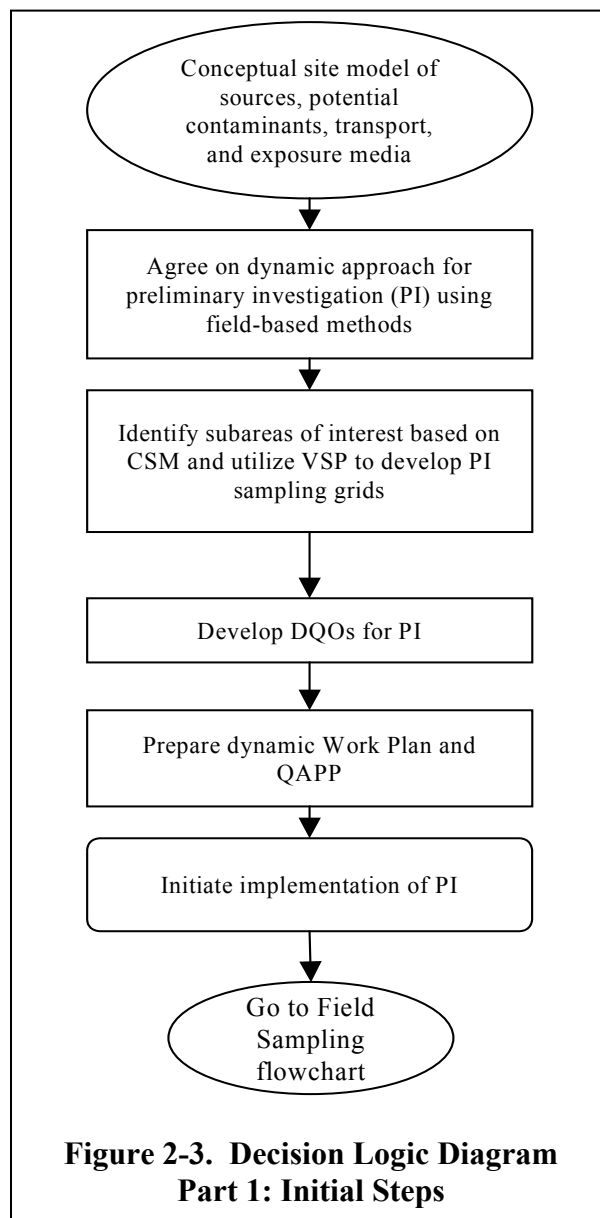 Conceptual site model of
sources, potential
contaminants, transport,
and exposure media
Agree on dynamic approach for
preliminary investigation (PI) using
field-based methods
Identify subareas of interest based on
CSM and utilize VSP to develop PI
sampling grids
Develop DQOs for PI
Prepare dynamic Work Plan and
QAPP
Initiate implementation of PI
Go to Field
Sampling
flowchart
Figure 2-3. Decision Logic Diagram
Part 1: Initial Steps